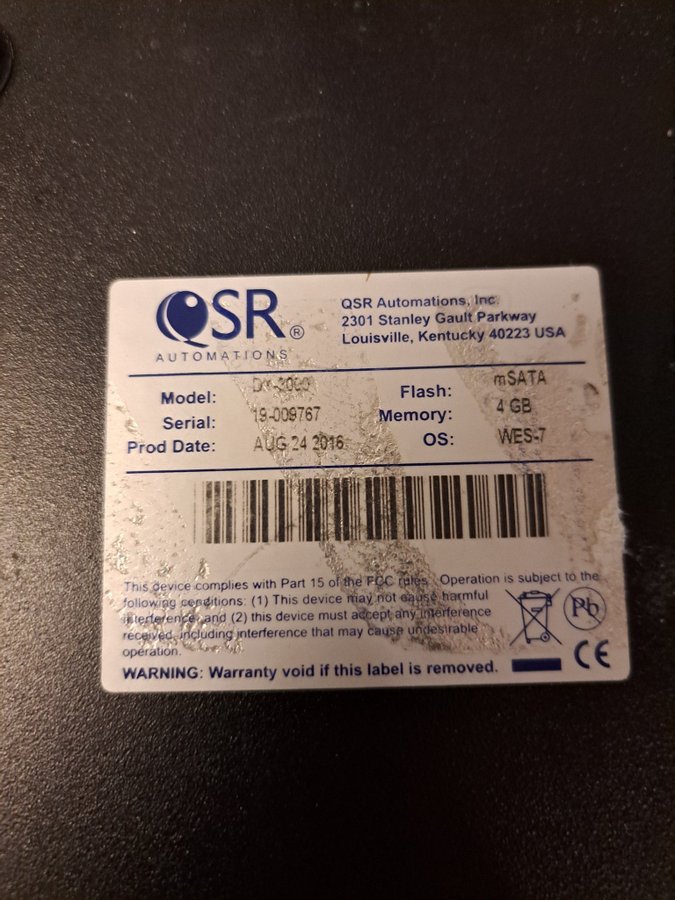 QSR®
AUTOMATIONS
QSR Automations, Inc.
2301 Stanley Gault Parkway
Louisville, Kentucky 40223 USA
Model:
Serial: 19-009767
Prod Date: AUG 24 2016
Flash: mSATA
Memory: 4 GB
OS: WES-7
This device complies with Part 15 of the FCC rules. Operation is subject to the
following conditions: (1) This device may not cause harmful
interference, and (2) this device must accept any interference
received, including interference that may cause undesirable
operation.
WARNING: Warranty void if this label is removed.
Pb
CE